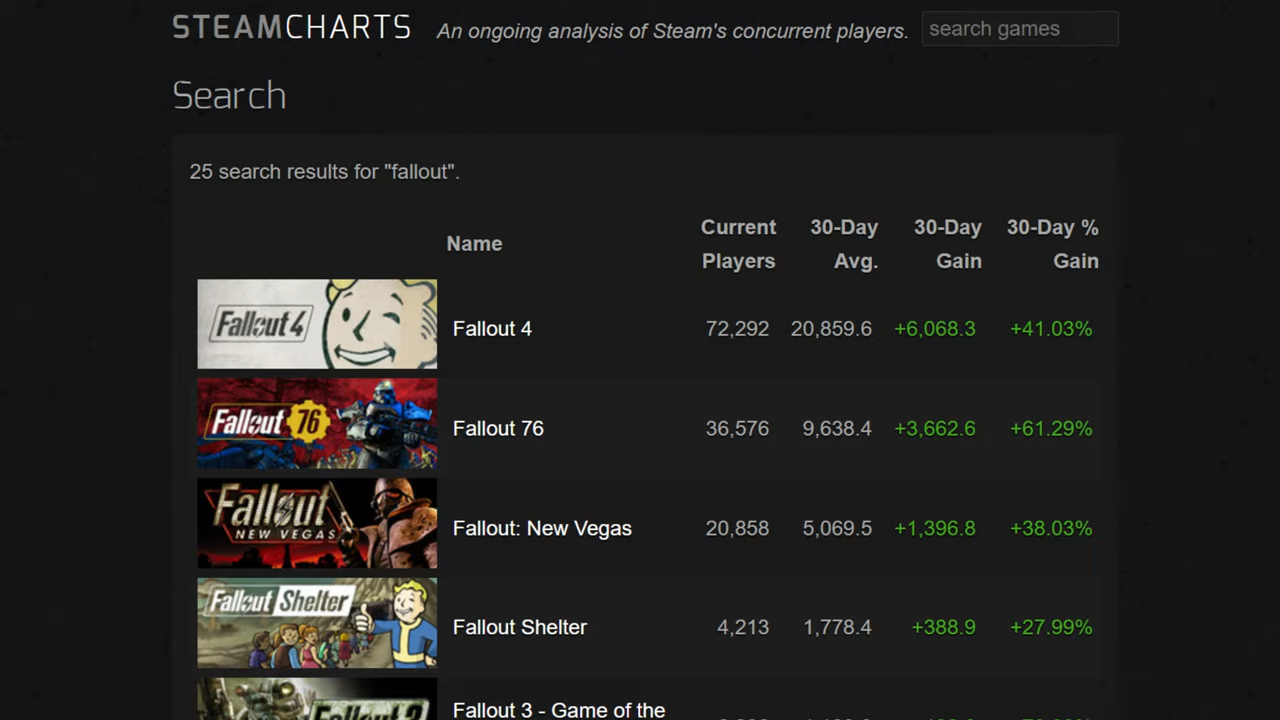 STEAMCHARTS An ongoing analysis of Steam's concurrent players. search games
Search
25 search results for "fallout".
Name Current Players 30-Day Avg. 30-Day Gain 30-Day % Gain
Fallout 4 Fallout 4 72,292 20,859.6 +6,068.3 +41.03%
Fallout 76 Fallout 76 36,576 9,638.4 +3,662.6 +61.29%
Fallout
NEW VEGAS Fallout: New Vegas 20,858 5,069.5 +1,396.8 +38.03%
Fallout Shelter Fallout Shelter 4,213 1,778.4 +388.9 +27.99%
Fallout 3 Fallout 3 - Game of the